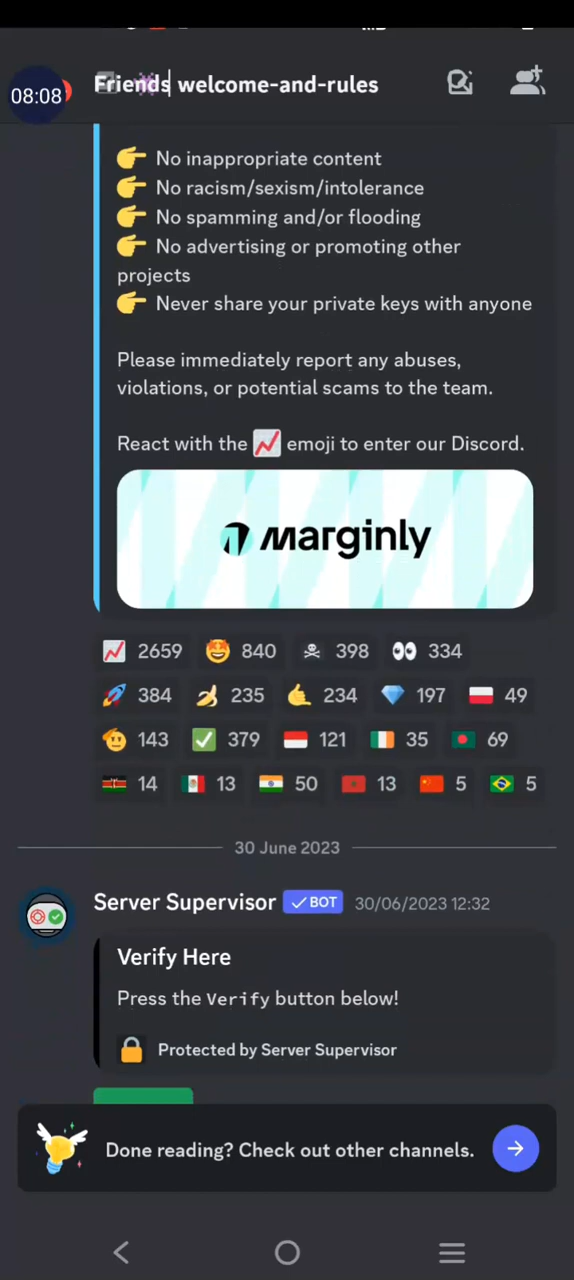 08:08
Friends welcome-and-rules
No inappropriate content
No racism/sexism/intolerance
No spamming and/or flooding
No advertising or promoting other
projects
Never share your private keys with anyone
Please immediately report any abuses,
violations, or potential scams to the team.
React with the emoji to enter our Discord.
marginly
2659 840 398 334
384 235 234 197 49
143 379 121 35 69
14 13 50 13 5 5
30 June 2023
Server Supervisor BOT 30/06/2023 12:32
Verify Here
Press the Verify button below!
Protected by Server Supervisor
Done reading? Check out other channels.